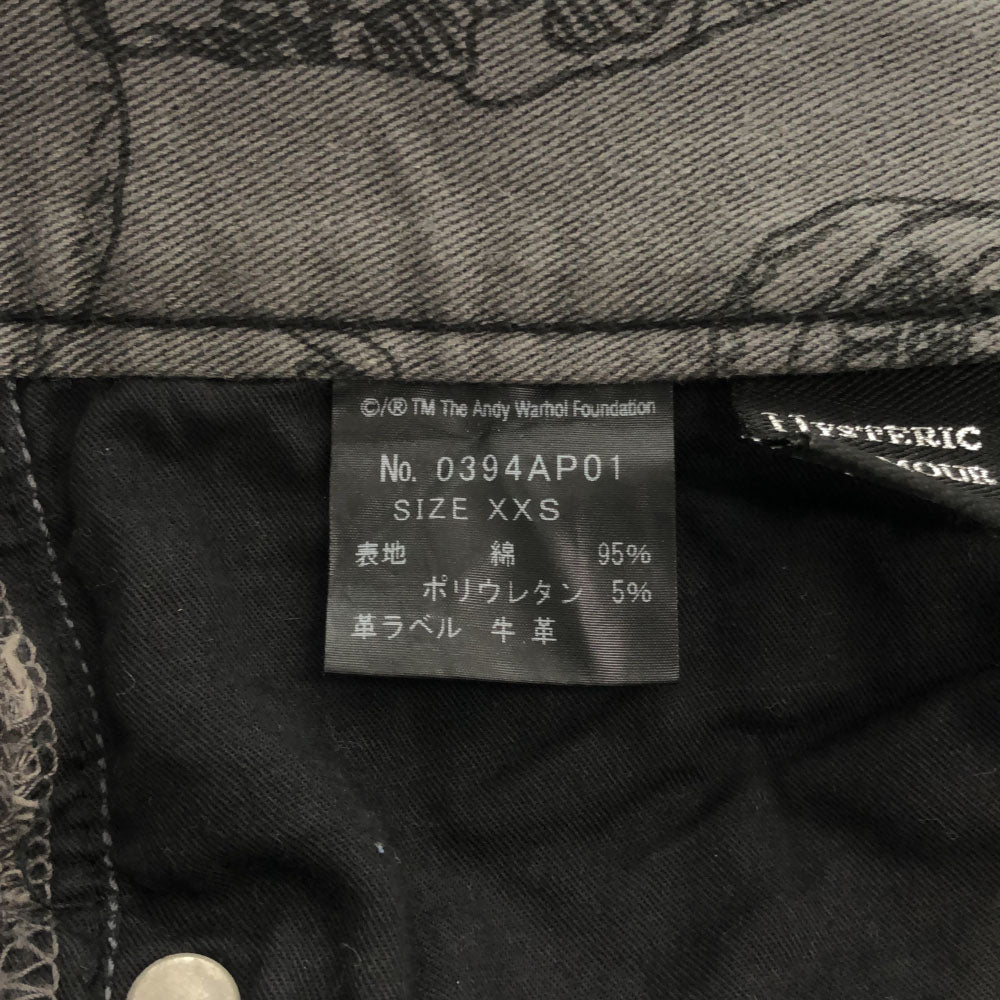 ©/® TM The Andy Warhol Foundation
No. 0394AP01
SIZE XXS
表地 綿 95%
ポリウレタン 5%
革ラベル 牛革
HYSTERIC